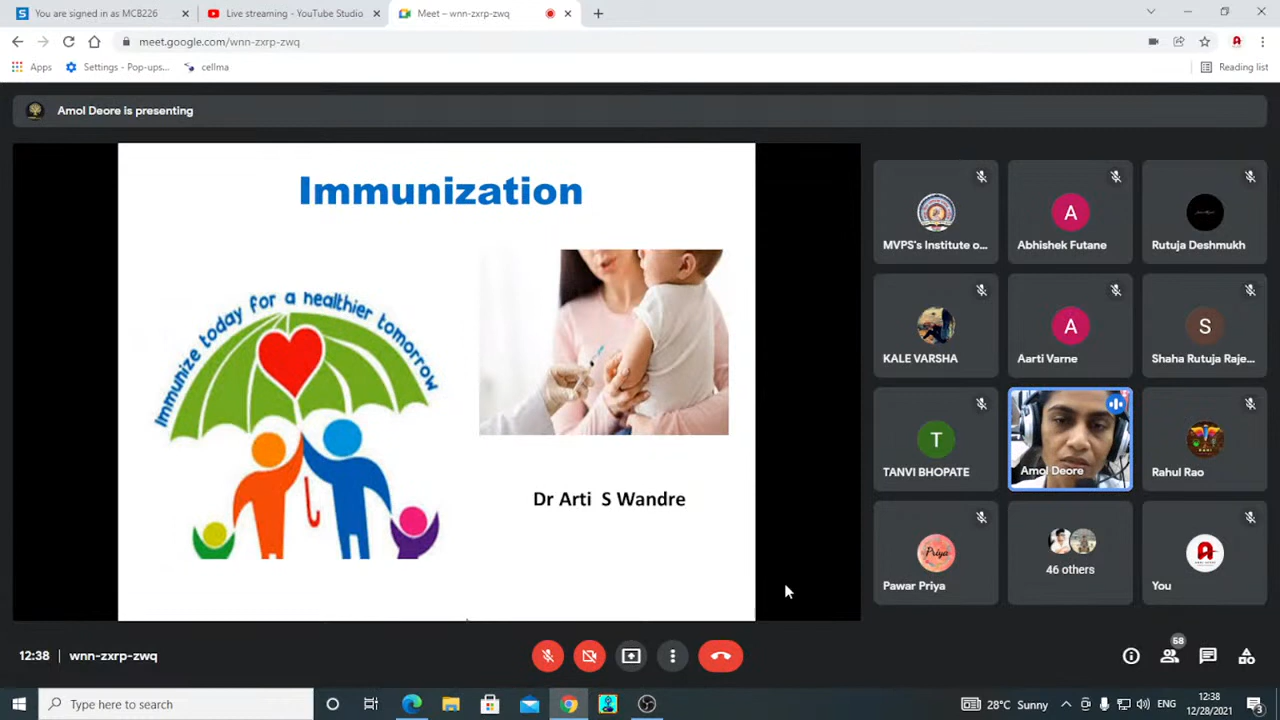 You are signed in as MCB226
Live streaming - YouTube Studio
Meet – wnn-zxrp-zwq
meet.google.com/wnn-zxrp-zwq
Apps
Settings - Pop-ups...
cellma
Reading list
Amol Deore is presenting
Immunization
Immunize today for a healthier tomorrow
Dr Arti S Wandre
MVPS's Institute o...
Abhishek Futane
Rutuja Deshmukh
KALE VARSHA
Aarti Varne
Shaha Rutuja Raje...
TANVI BHOPATE
Amol Deore
Rahul Rao
Priya
Pawar Priya
46 others
You
12:38 | wnn-zxrp-zwq
58
Type here to search
28°C Sunny
ENG
12:38
12/28/2021
3